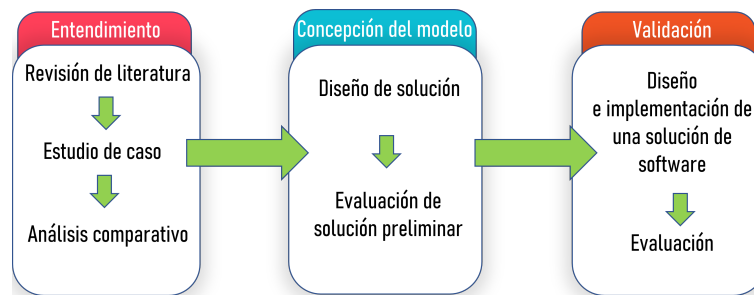 Entendimiento
Revisión de literatura
Estudio de caso
Análisis comparativo
Concepción del modelo
Diseño de solución
Evaluación de
solución preliminar
Validación
Diseño
e implementación de
una solución de
software
Evaluación